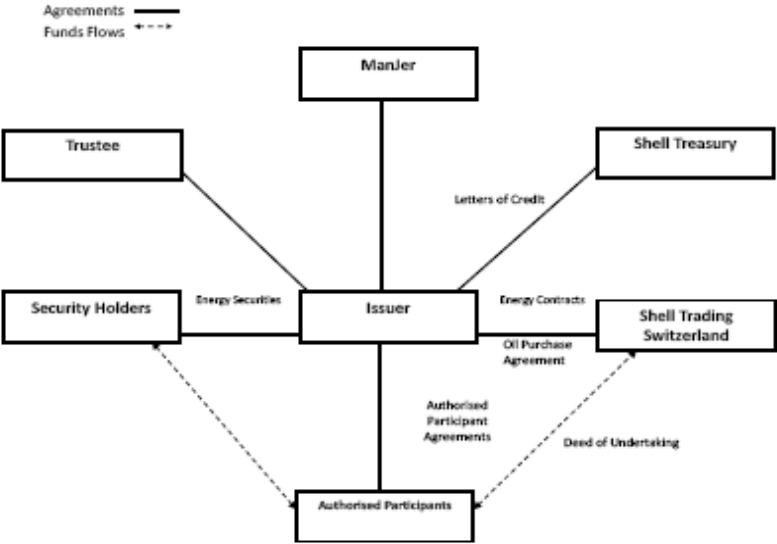 Agreements
Funds Flows
ManJer
Trustee
Shell Treasury
Letters of Credit
Security Holders
Energy Securities
Issuer
Energy Contracts
Shell Trading
Switzerland
Oil Purchase
Agreement
Authorised
Participant
Agreements
Deed of Undertaking
Authorised Participants